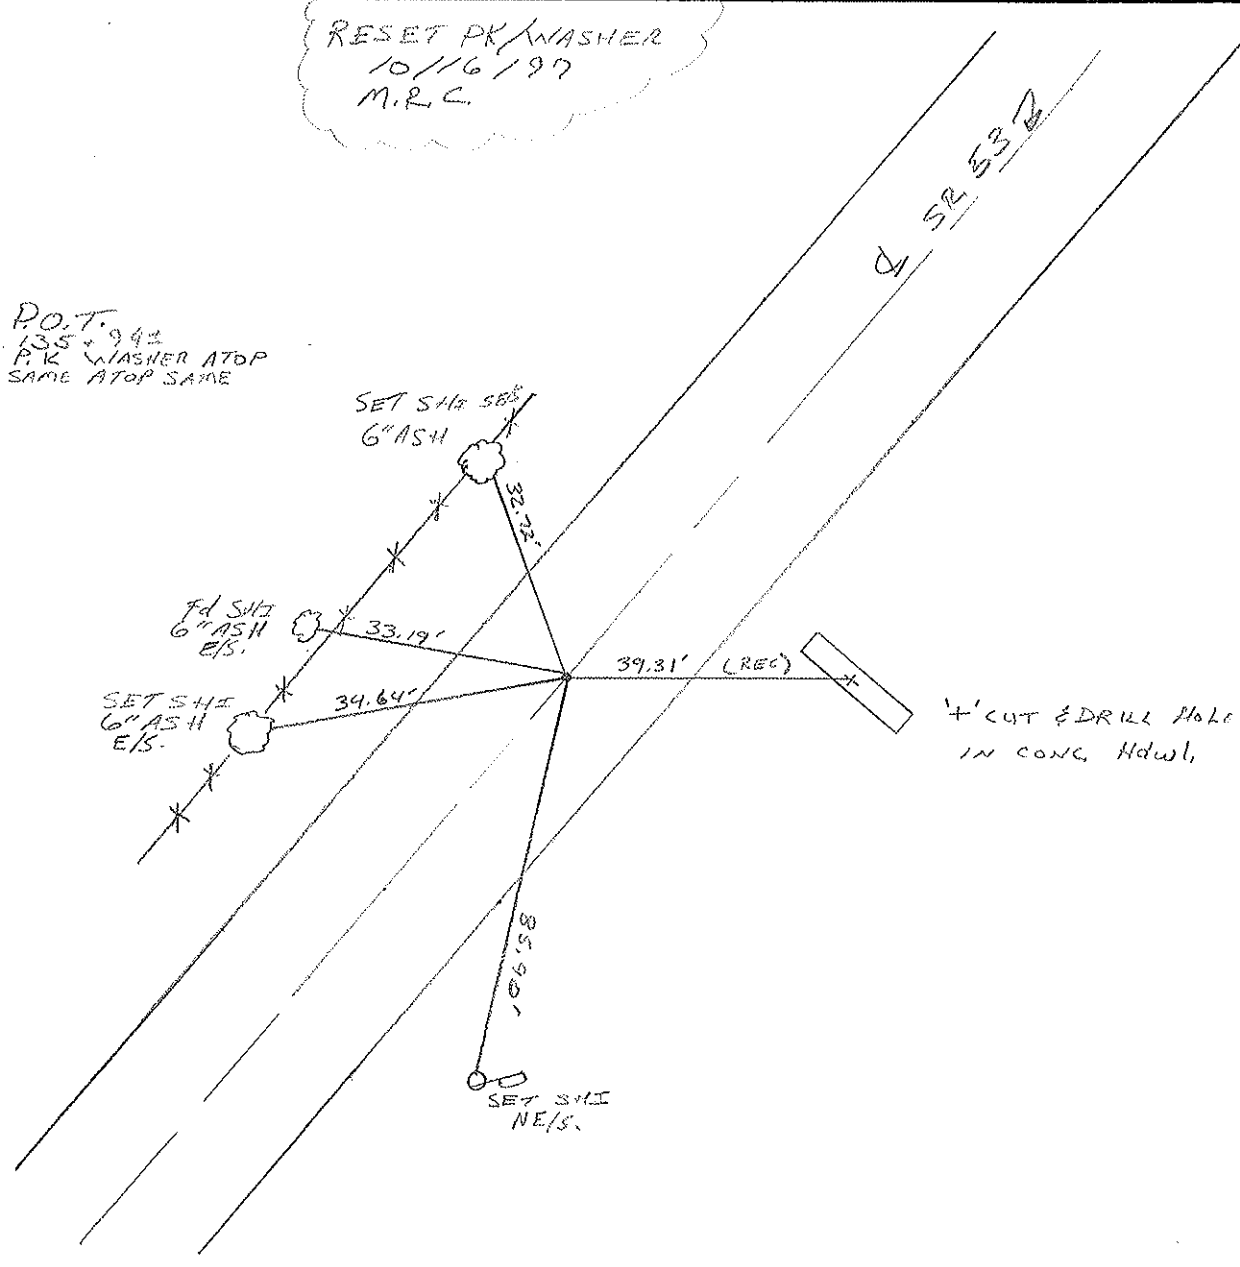 RESET PK/WASHER
10/16/97
M.R.C.
℄ SR 532
P.O.T.
135+94±
P.K WASHER ATOP
SAME ATOP SAME
SET SHI SE/S
6" ASH
32.72'
Fd SHI
6" ASH
E/S.
33.19'
39.31' (REC)
SET SHI
6" ASH
E/S.
34.64'
'+' CUT & DRILL HOLE
IN CONC. Hdwl.
85.90'
SET SHI
NE/S.